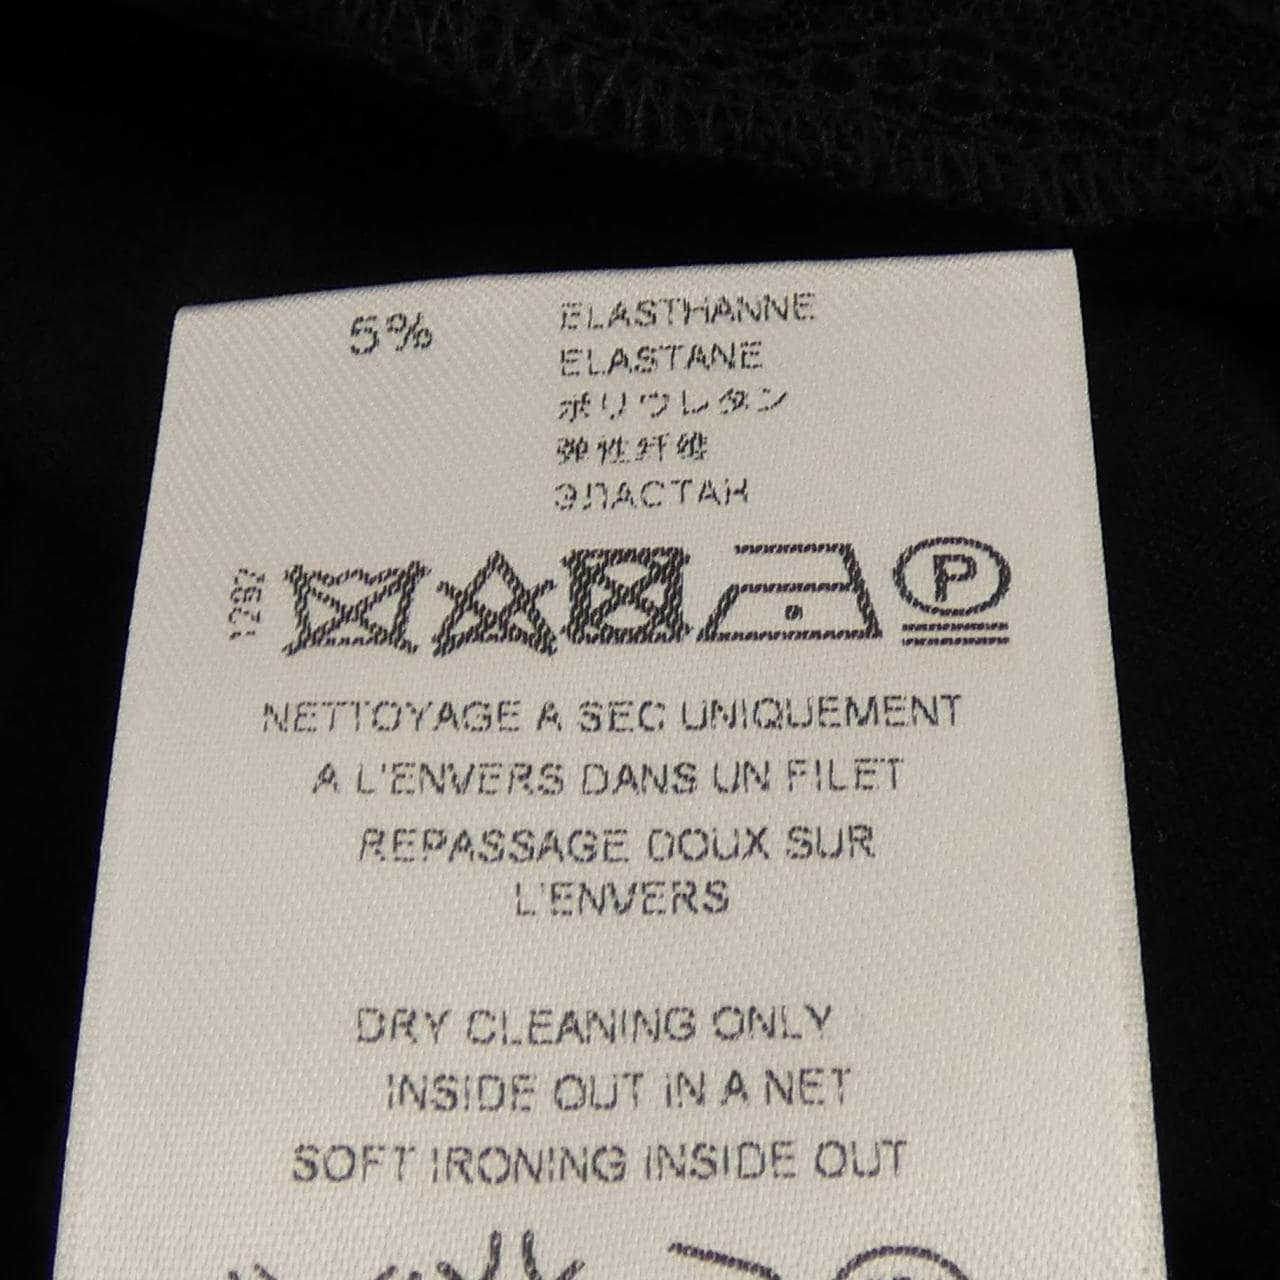 5% ELASTHANNE
ELASTANE
ポリウレタン
弹性纤维
ЭЛАСТАН
1297
P
NETTOYAGE A SEC UNIQUEMENT
A L'ENVERS DANS UN FILET
REPASSAGE DOUX SUR
L'ENVERS
DRY CLEANING ONLY
INSIDE OUT IN A NET
SOFT IRONING INSIDE OUT